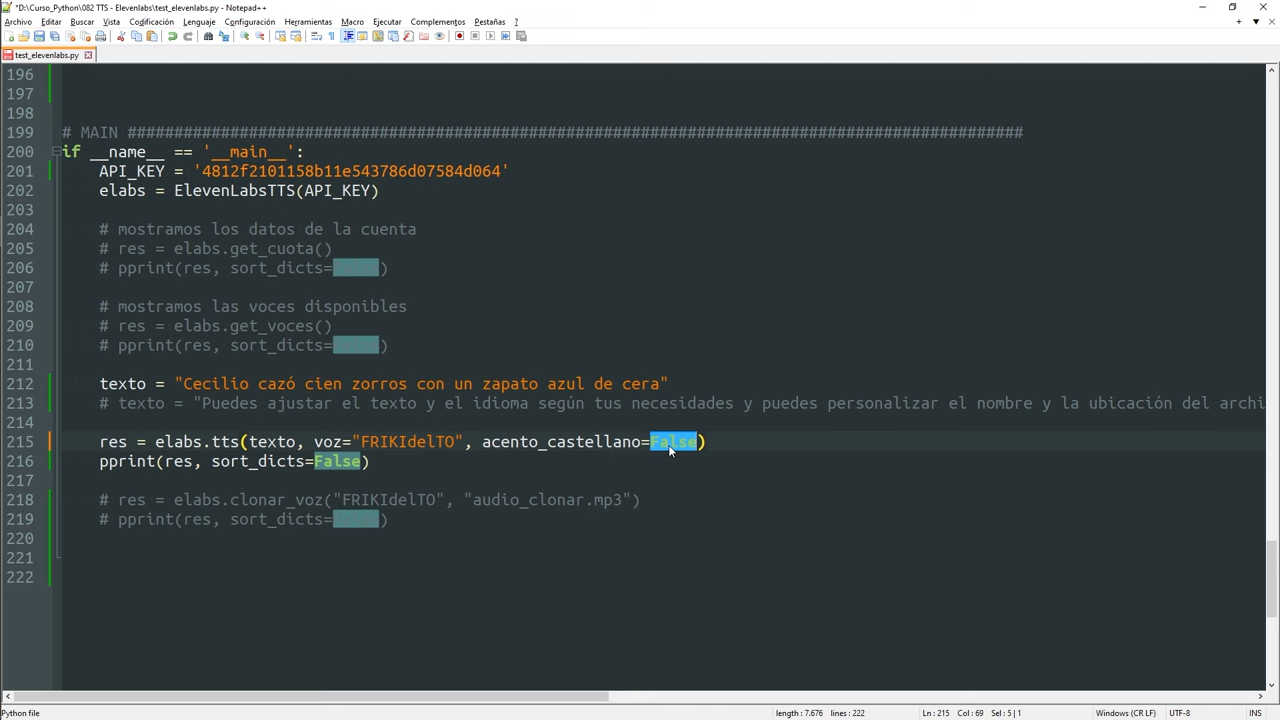 *D:\Curso_Python\082 TTS - Elevenlabs\test_elevenlabs.py - Notepad++
Archivo Editar Buscar Vista Codificación Lenguaje Configuración Herramientas Macro Ejecutar Complementos Pestañas ?
test_elevenlabs.py
196
197
198
199 # MAIN ################################################################################################
200 if __name__ == '__main__':
201 API_KEY = '4812f2101158b11e543786d07584d064'
202 elabs = ElevenLabsTTS(API_KEY)
203
204 # mostramos los datos de la cuenta
205 # res = elabs.get_cuota()
206 # pprint(res, sort_dicts= )
207
208 # mostramos las voces disponibles
209 # res = elabs.get_voces()
210 # pprint(res, sort_dicts= )
211
212 texto = "Cecilio cazó cien zorros con un zapato azul de cera"
213 # texto = "Puedes ajustar el texto y el idioma según tus necesidades y puedes personalizar el nombre y la ubicación del archi
214
215 res = elabs.tts(texto, voz="FRIKIdelTO", acento_castellano=False)
216 pprint(res, sort_dicts=False)
217
218 # res = elabs.clonar_voz("FRIKIdelTO", "audio_clonar.mp3")
219 # pprint(res, sort_dicts= )
220
221
222
Python file length : 7.676 lines : 222 Ln : 215 Col : 69 Sel : 5 | 1 Windows (CR LF) UTF-8 INS